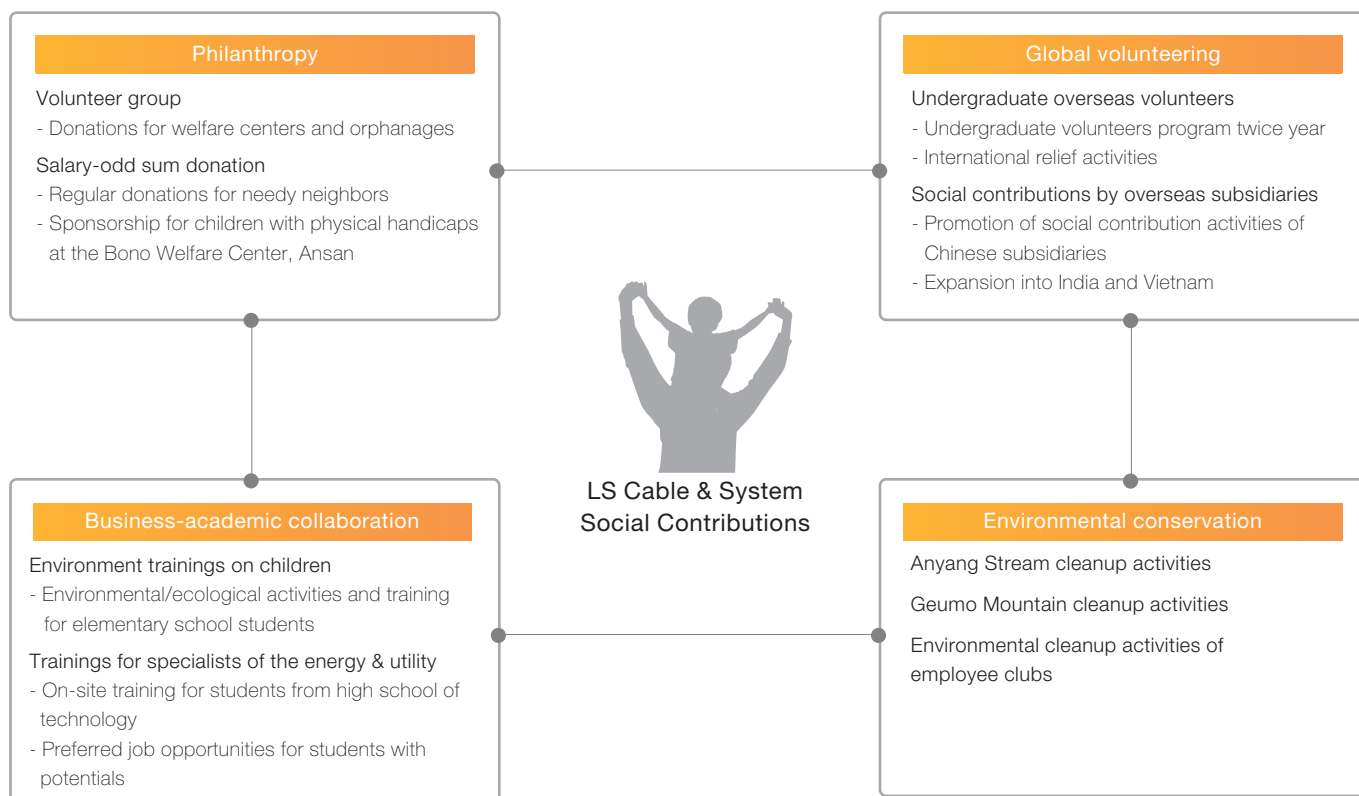 Philanthropy
Volunteer group
- Donations for welfare centers and orphanages
Salary-odd sum donation
- Regular donations for needy neighbors
- Sponsorship for children with physical handicaps
at the Bono Welfare Center, Ansan
Global volunteering
Undergraduate overseas volunteers
- Undergraduate volunteers program twice year
- International relief activities
Social contributions by overseas subsidiaries
- Promotion of social contribution activities of
Chinese subsidiaries
- Expansion into India and Vietnam
LS Cable & System
Social Contributions
Business-academic collaboration
Environment trainings on children
- Environmental/ecological activities and training
for elementary school students
Trainings for specialists of the energy & utility
- On-site training for students from high school of
technology
- Preferred job opportunities for students with
potentials
Environmental conservation
Anyang Stream cleanup activities
Geumo Mountain cleanup activities
Environmental cleanup activities of
employee clubs